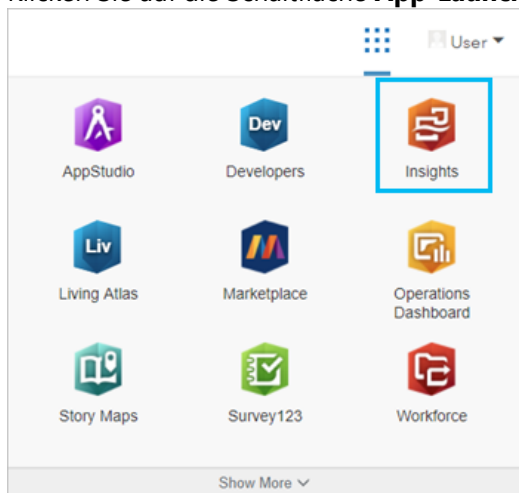 User
AppStudio
Dev
Developers
Insights
Liv
Living Atlas
Marketplace
Operations
Dashboard
Story Maps
Survey123
Workforce
Show More